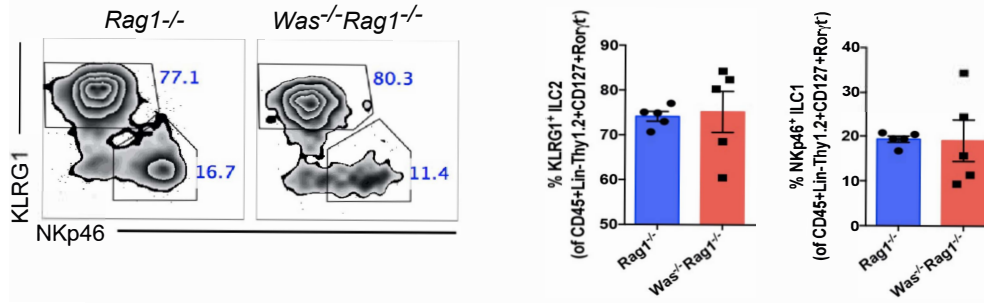 Rag1-/-
Was-/-Rag1-/-
KLRG1
77.1
16.7
80.3
11.4
NKp46
% KLRG1+ ILC2
(of CD45+Lin-Thy1.2+CD127+Rorγt-)
90
80
70
60
50
Rag1-/-
Was-/-Rag1-/-
% NKp46+ ILC1
(of CD45+Lin-Thy1.2+CD127+Rorγt-)
40
30
20
10
0
Rag1-/-
Was-/-Rag1-/-